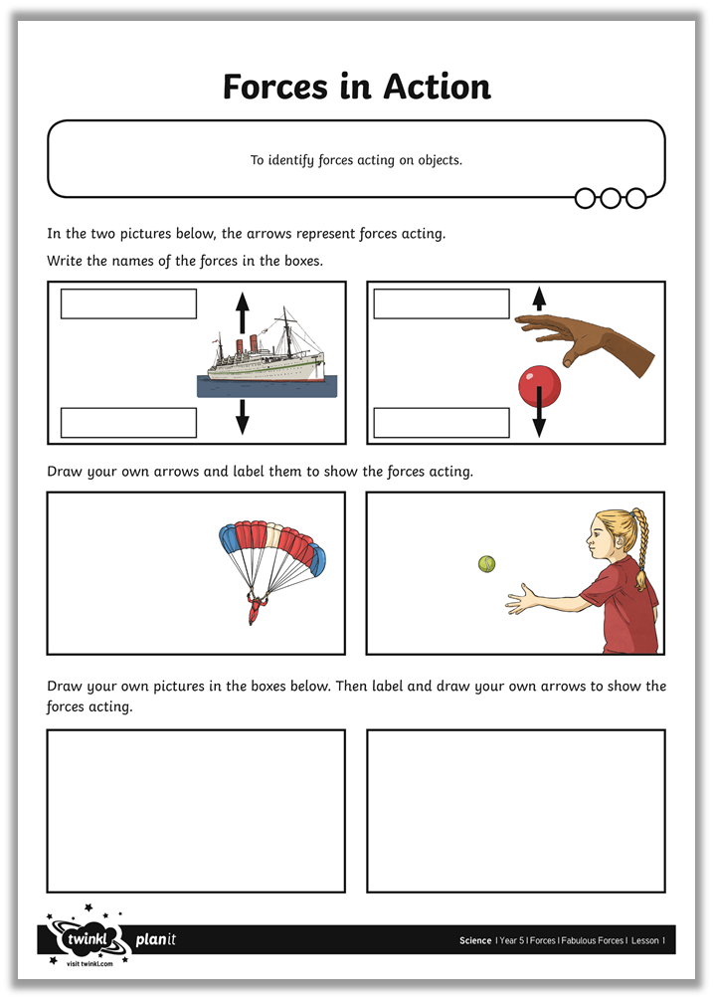 Forces in Action
To identify forces acting on objects.
In the two pictures below, the arrows represent forces acting.
Write the names of the forces in the boxes.
Draw your own arrows and label them to show the forces acting.
Draw your own pictures in the boxes below. Then label and draw your own arrows to show the
forces acting.
twinkl
planit
visit twinkl.com
Science I Year 5 I Forces I Fabulous Forces I Lesson 1